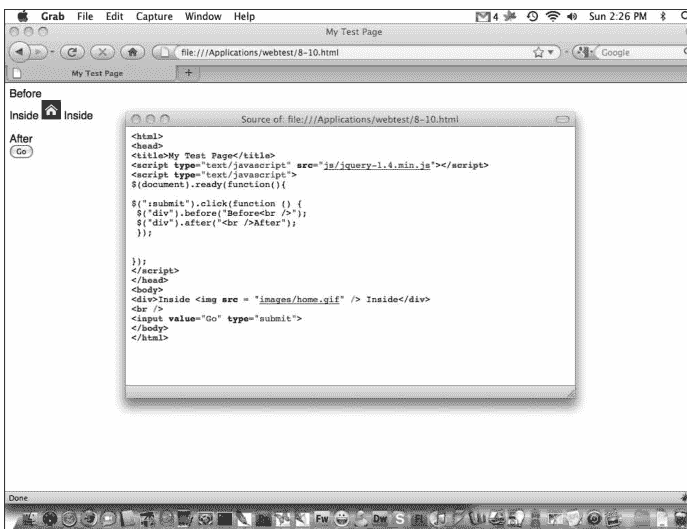 Grab File Edit Capture Window Help 4 Sun 2:26 PM
My Test Page
file:///Applications/webtest/8-10.html Google
My Test Page +
Before
Inside Inside
After
Go
Source of: file:///Applications/webtest/8-10.html
<html>
<head>
<title>My Test Page</title>
<script type="text/javascript" src="js/jquery-1.4.min.js"></script>
<script type="text/javascript">
$(document).ready(function(){
$(":submit").click(function () {
$("div").before("Before<br />");
$("div").after("<br />After");
});
});
</script>
</head>
<body>
<div>Inside <img src = "images/home.gif" /> Inside</div>
<br />
<input value="Go" type="submit">
</body>
</html>
Done
Fw Dw S FL